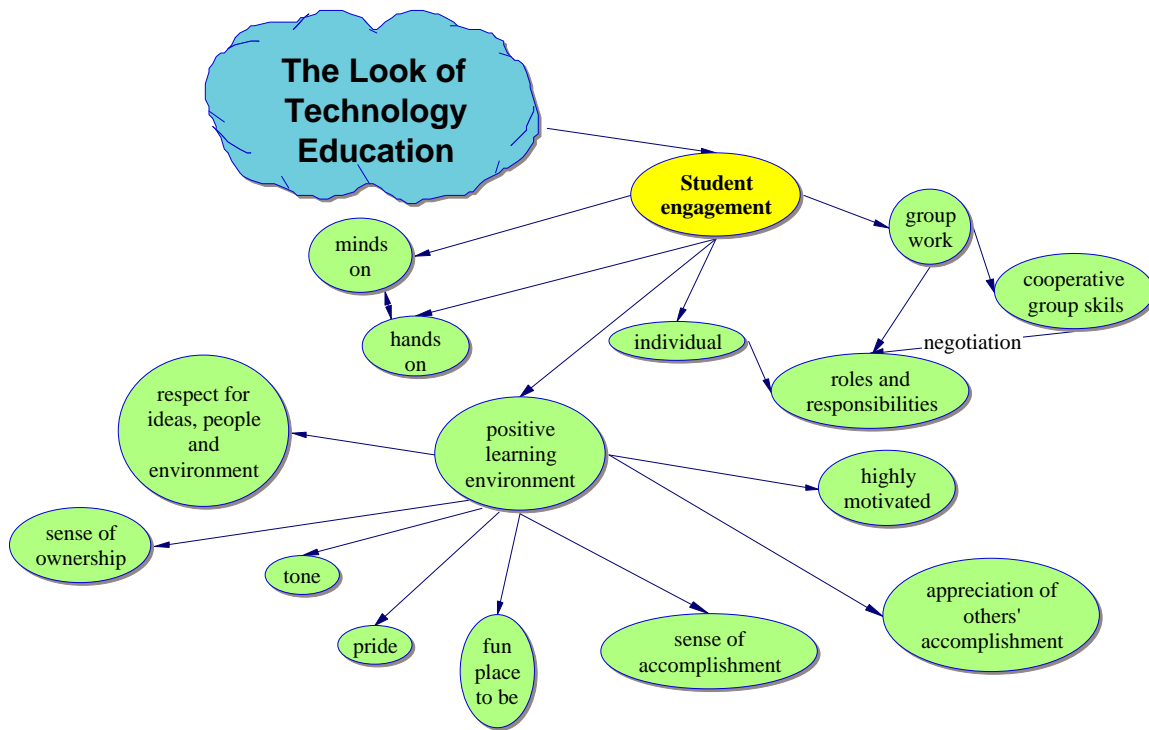 The Look of
Technology
Education
Student
engagement
group
work
minds
on
cooperative
group skils
hands
on
individual
negotiation
roles and
responsibilities
respect for
ideas, people
and
environment
positive
learning
environment
highly
motivated
sense of
ownership
tone
appreciation of
others'
accomplishment
pride
fun
place
to be
sense of
accomplishment